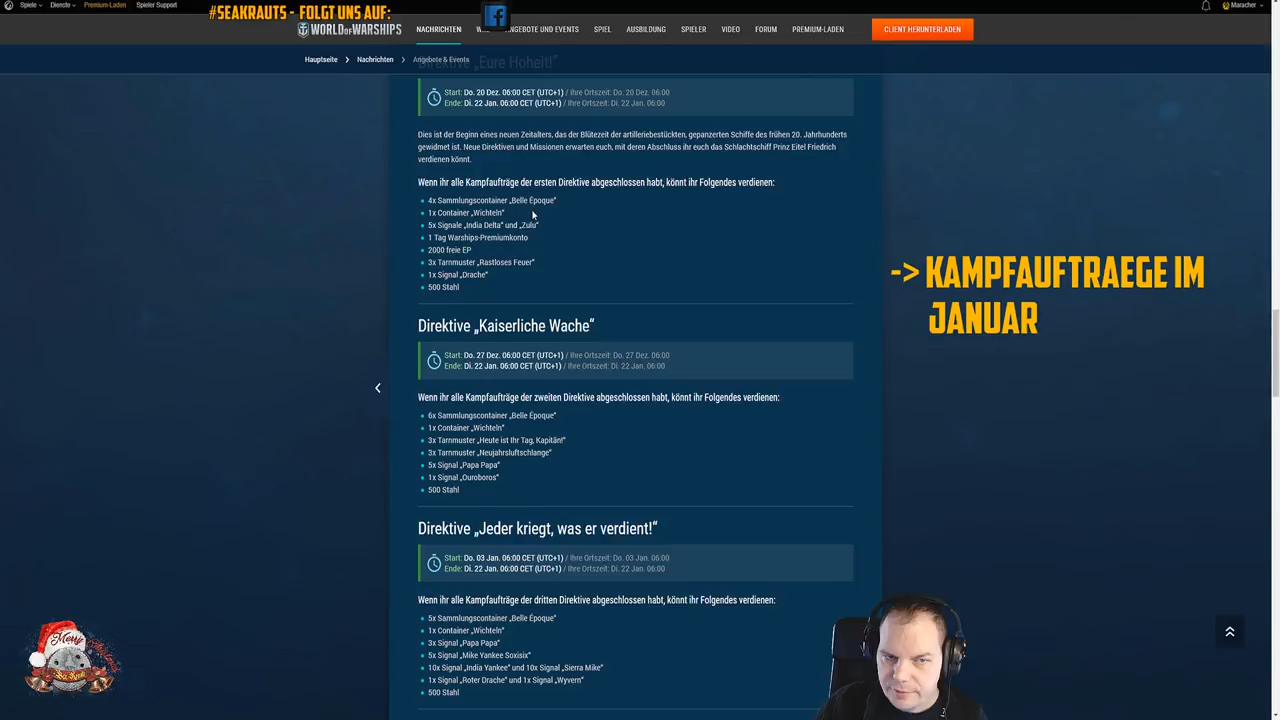 #SEAKRAUTS - FOLGT UNS AUF:
Spiele
Dienste
Premium-Laden
Spieler Support
Maracher
WORLD OF WARSHIPS
NACHRICHTEN
ANGEBOTE UND EVENTS
SPIEL
AUSBILDUNG
SPIELER
VIDEO
FORUM
PREMIUM-LADEN
CLIENT HERUNTERLADEN
Hauptseite
Nachrichten
Angebote & Events
Direktive „Eure Hoheit!“
Start: Do. 20 Dez. 06:00 CET (UTC+1) / Ihre Ortszeit: Do. 20 Dez. 06:00
Ende: Di. 22 Jan. 06:00 CET (UTC+1) / Ihre Ortszeit: Di. 22 Jan. 06:00
Dies ist der Beginn eines neuen Zeitalters, das der Blütezeit der artilleriebestückten, gepanzerten Schiffe des frühen 20. Jahrhunderts
gewidmet ist. Neue Direktiven und Missionen erwarten euch, mit deren Abschluss ihr euch das Schlachtschiff Prinz Eitel Friedrich
verdienen könnt.
Wenn ihr alle Kampfaufträge der ersten Direktive abgeschlossen habt, könnt ihr Folgendes verdienen:
4x Sammlungscontainer „Belle Époque“
1x Container „Wichteln“
5x Signale „India Delta“ und „Zulu“
1 Tag Warships-Premiumkonto
2000 freie EP
3x Tarnmuster „Rastloses Feuer“
1x Signal „Drache“
500 Stahl
-> KAMPFAUFTRAEGE IM
JANUAR
Direktive „Kaiserliche Wache“
Start: Do. 27 Dez. 06:00 CET (UTC+1) / Ihre Ortszeit: Do. 27 Dez. 06:00
Ende: Di. 22 Jan. 06:00 CET (UTC+1) / Ihre Ortszeit: Di. 22 Jan. 06:00
Wenn ihr alle Kampfaufträge der zweiten Direktive abgeschlossen habt, könnt ihr Folgendes verdienen:
6x Sammlungscontainer „Belle Époque“
1x Container „Wichteln“
3x Tarnmuster „Heute ist Ihr Tag, Kapitän!“
3x Tarnmuster „Neujahrsluftschlange“
5x Signal „Papa Papa“
1x Signal „Ouroboros“
500 Stahl
Direktive „Jeder kriegt, was er verdient!“
Start: Do. 03 Jan. 06:00 CET (UTC+1) / Ihre Ortszeit: Do. 03 Jan. 06:00
Ende: Di. 22 Jan. 06:00 CET (UTC+1) / Ihre Ortszeit: Di. 22 Jan. 06:00
Wenn ihr alle Kampfaufträge der dritten Direktive abgeschlossen habt, könnt ihr Folgendes verdienen:
5x Sammlungscontainer „Belle Époque“
1x Container „Wichteln“
3x Signal „Papa Papa“
5x Signal „Mike Yankee Soxisix“
10x Signal „India Yankee“ und 10x Signal „Sierra Mike“
1x Signal „Roter Drache“ und 1x Signal „Wyvern“
500 Stahl